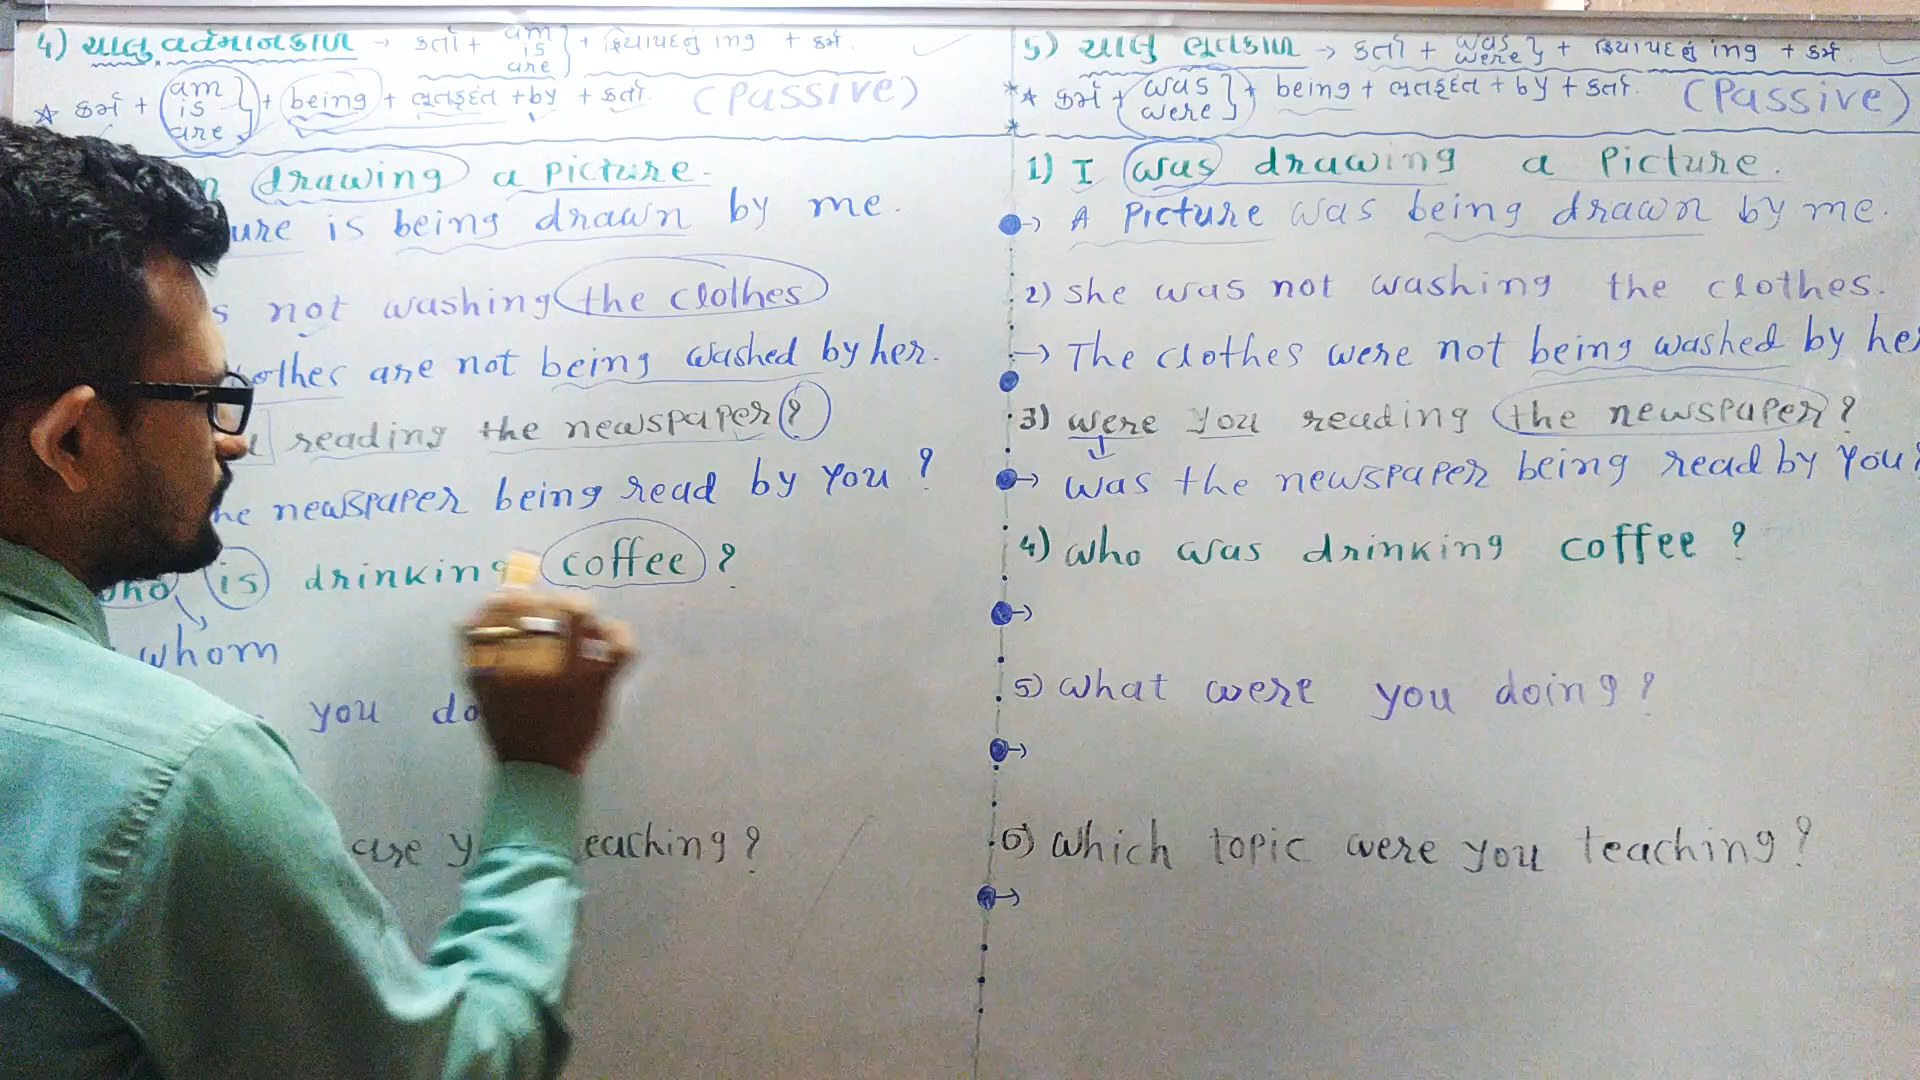 4) ચાલુ વર્તમાનકાળ → કર્તા + am is are } + ક્રિયાપદનું ing + કર્મ.
★ કર્મ + ( am is are } + being + ભૂતકૃદંત + by + કર્તા. (Passive)
drawing a picture.
ure is being drawn by me.
s not washing the clothes
othes are not being washed by her.
reading the newspaper?
he newspaper being read by you?
who is drinking coffee?
whom
you do
are y eaching?
5) ચાલુ ભૂતકાળ → કર્તા + was were } + ક્રિયાપદનું ing + કર્મ.
★ કર્મ + ( was were } + being + ભૂતકૃદંત + by + કર્તા. (Passive)
1) I was drawing a picture.
→ A picture was being drawn by me.
2) she was not washing the clothes.
→ The clothes were not being washed by her
3) were you reading the newspaper?
→ was the newspaper being read by you?
4) who was drinking coffee?
→
5) what were you doing?
→
6) which topic were you teaching?
→